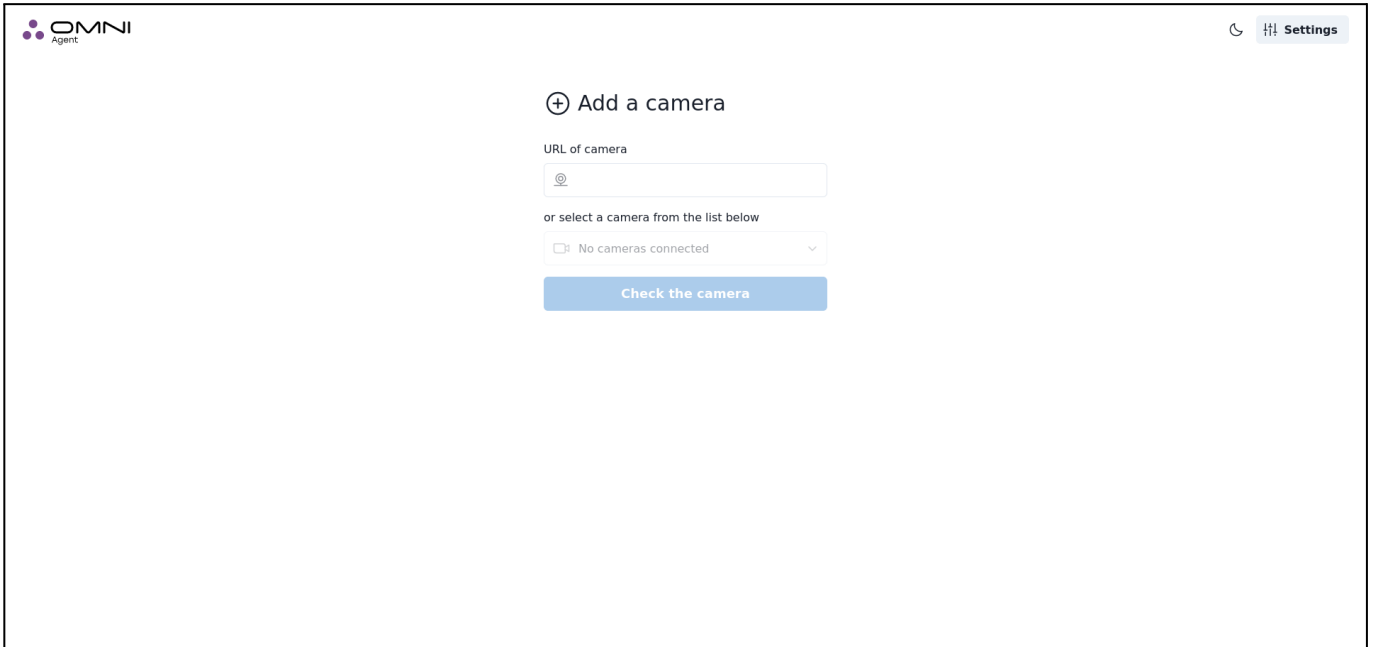 OMNI
Agent
Settings
Add a camera
URL of camera
or select a camera from the list below
No cameras connected
Check the camera